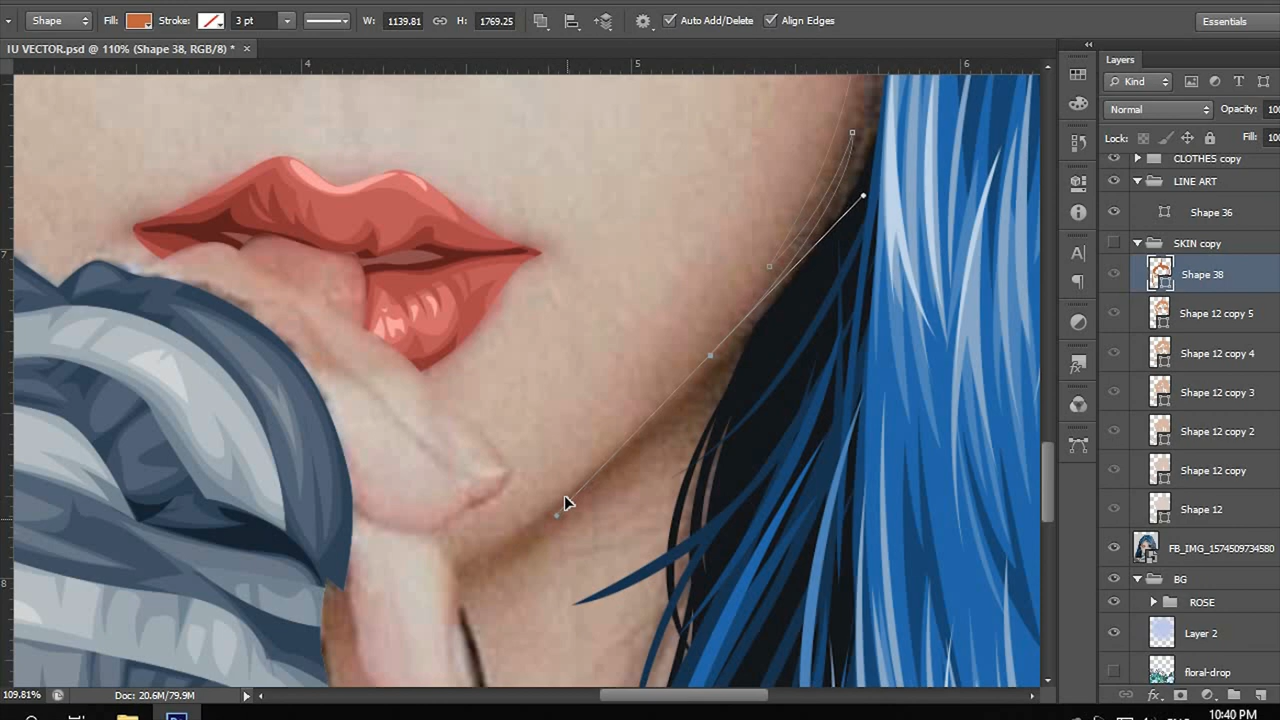 Shape Fill: Stroke: 3 pt W: 1139.81 H: 1769.25 Auto Add/Delete Align Edges Essentials
IU VECTOR.psd @ 110% (Shape 38, RGB/8) * ×
4 5 6
7
8
Layers
Kind
Normal Opacity: 100
Lock: Fill: 100
CLOTHES copy
LINE ART
Shape 36
SKIN copy
Shape 38
Shape 12 copy 5
Shape 12 copy 4
Shape 12 copy 3
Shape 12 copy 2
Shape 12 copy
Shape 12
FB_IMG_1574509734580
BG
ROSE
Layer 2
floral-drop
109.81% Doc: 20.6M/79.9M
10:40 PM